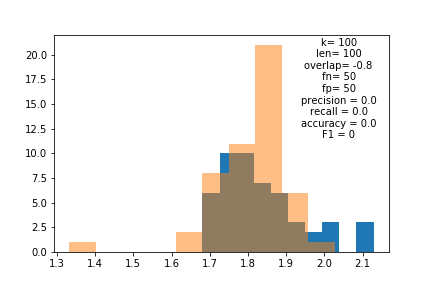 k= 100
len= 100
overlap= -0.8
fn= 50
fp= 50
precision = 0.0
recall = 0.0
accuracy = 0.0
F1 = 0
20.0
17.5
15.0
12.5
10.0
7.5
5.0
2.5
0.0
1.3 1.4 1.5 1.6 1.7 1.8 1.9 2.0 2.1